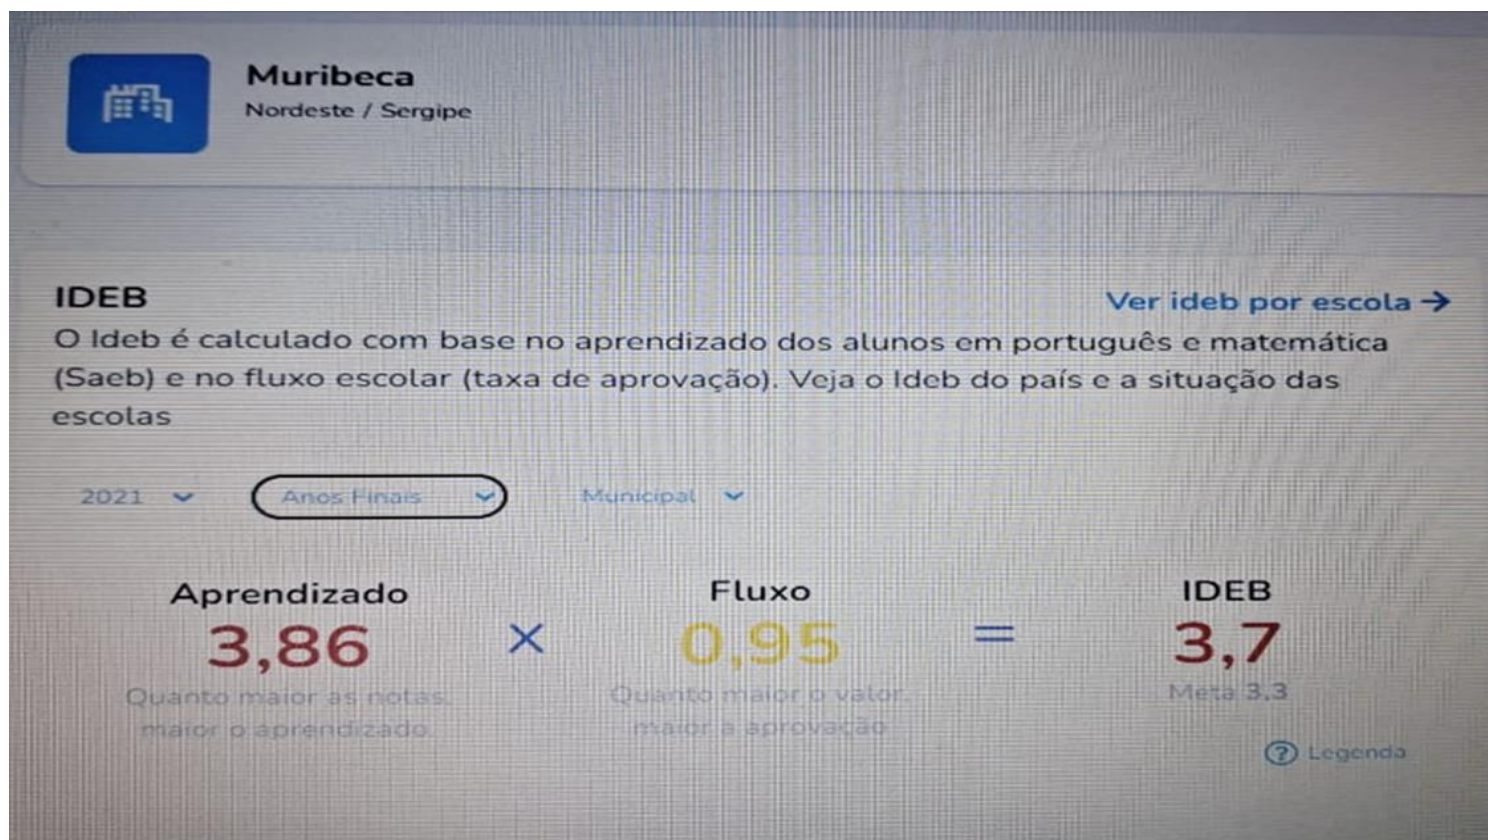 Muribeca
Nordeste / Sergipe
IDEB
Ver ideb por escola →
O Ideb é calculado com base no aprendizado dos alunos em português e matemática
(Saeb) e no fluxo escolar (taxa de aprovação). Veja o Ideb do país e a situação das
escolas
2021
Anos Finais
Municipal
Aprendizado
Fluxo
IDEB
3,86 × 0,95 = 3,7
Quanto maior as notas,
maior o aprendizado.
Quanto maior o valor,
maior a aprovação
Meta 3.3
? Legenda